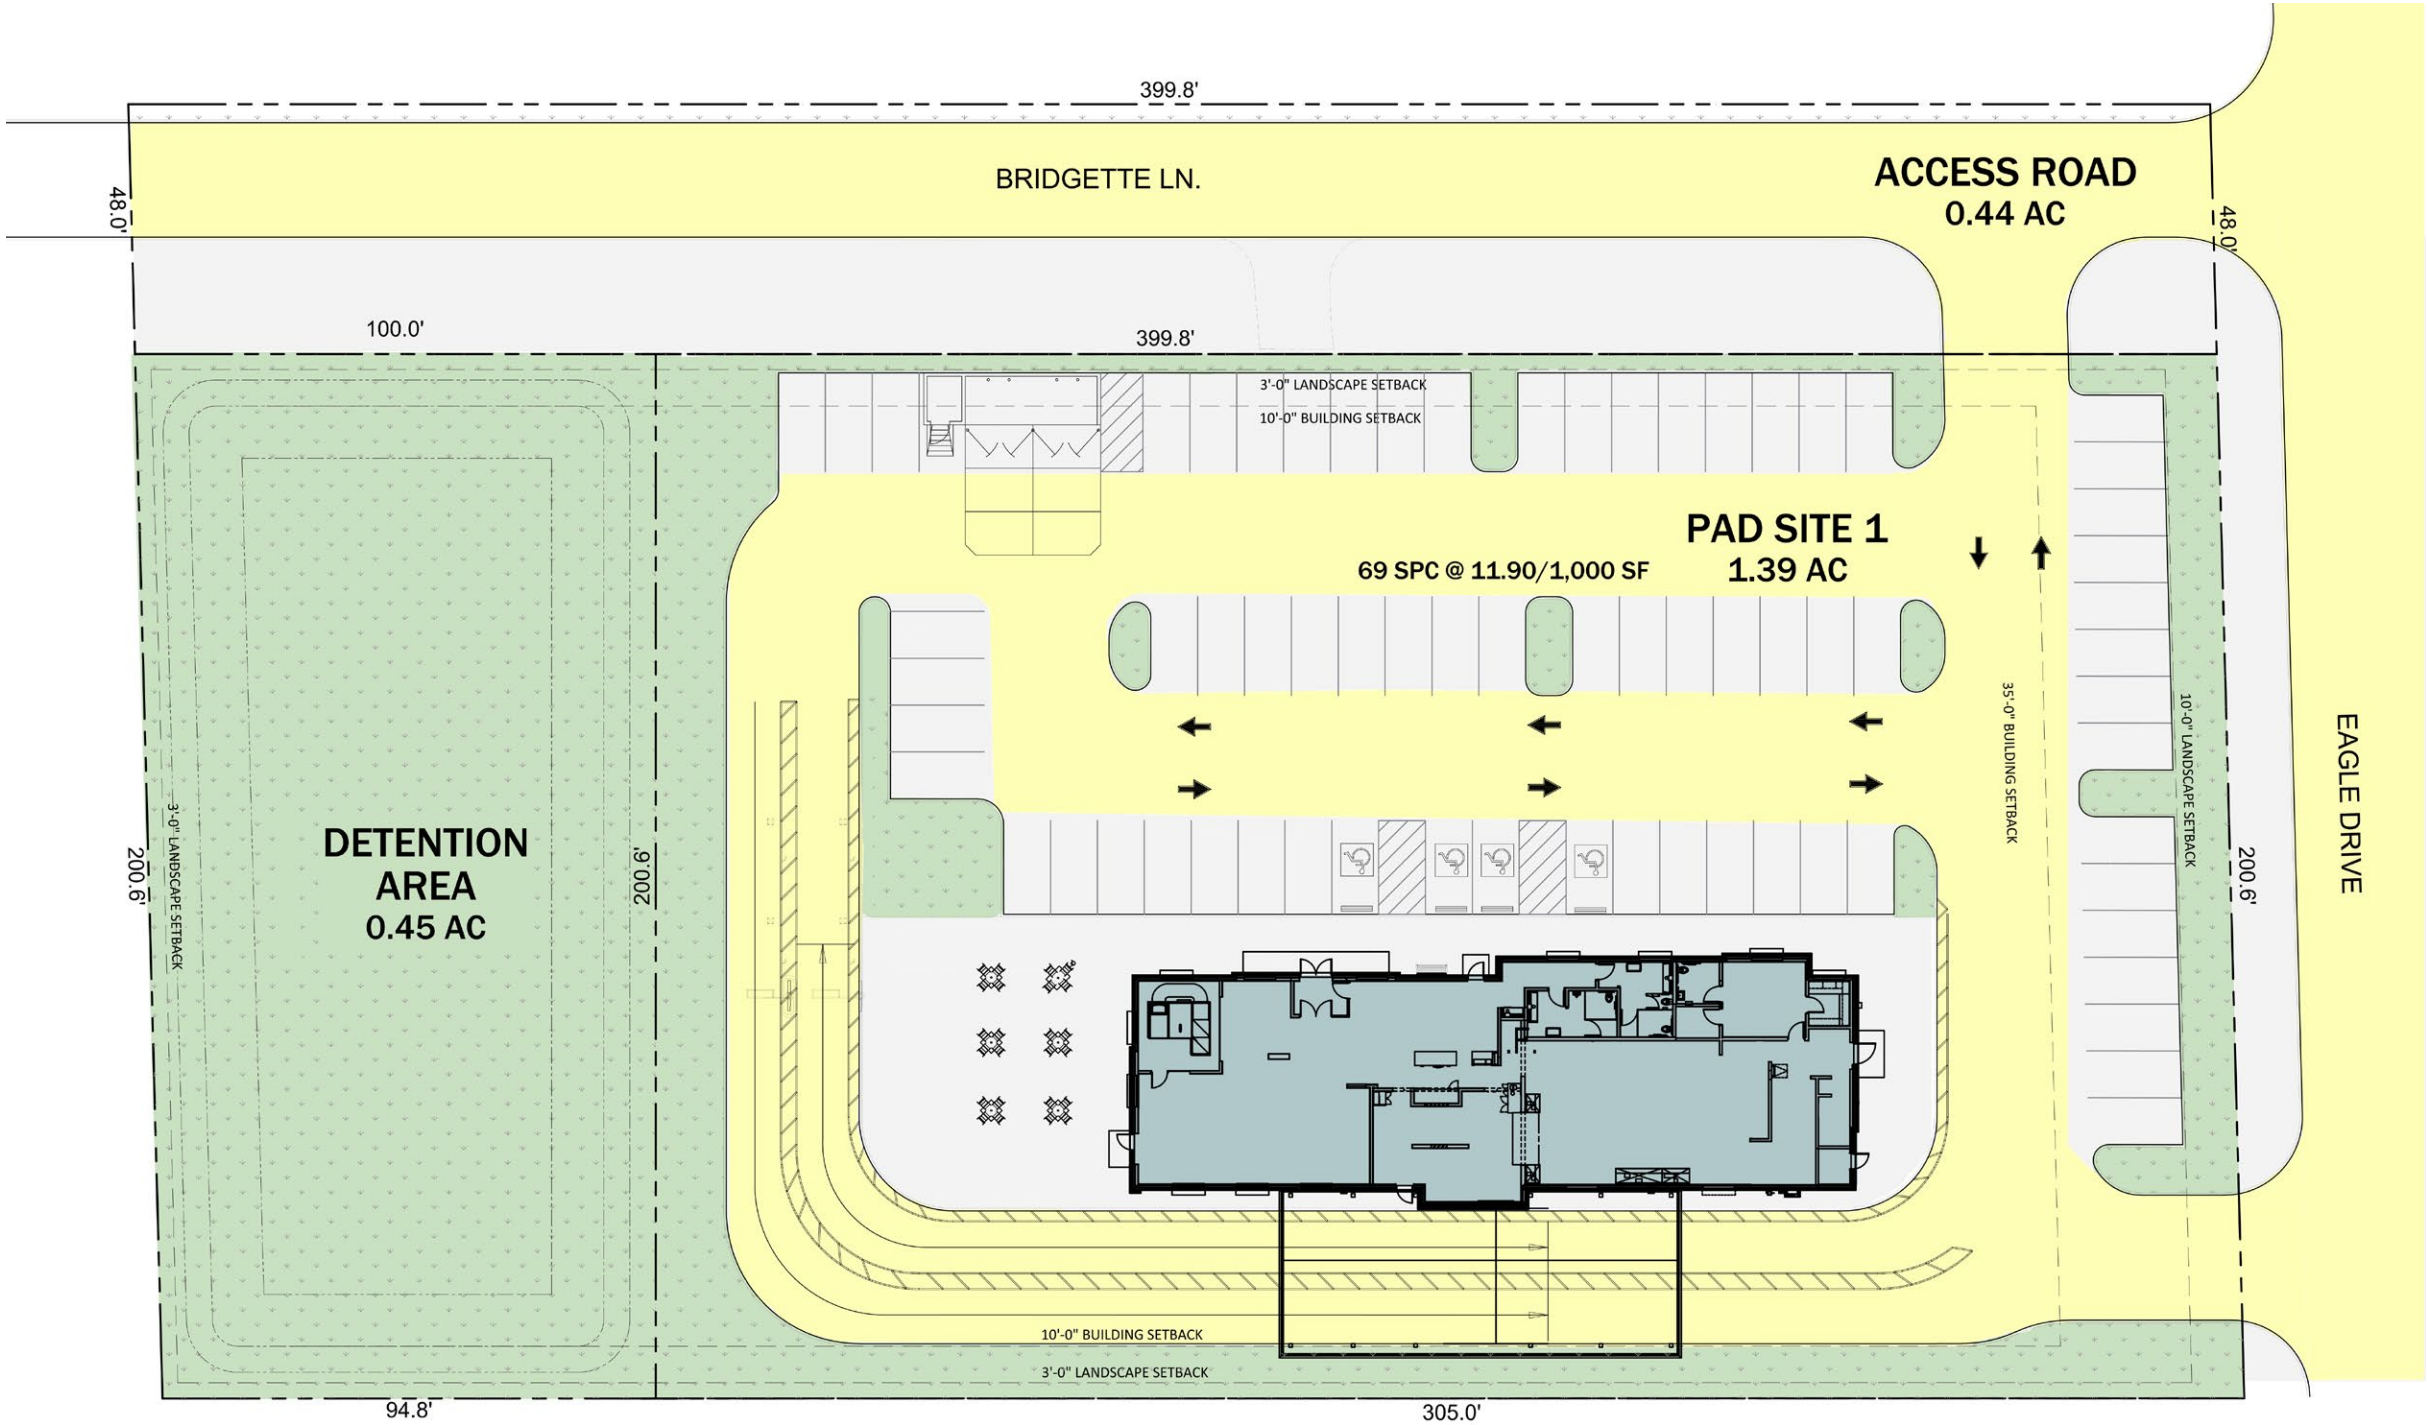 399.8'
BRIDGETTE LN.
ACCESS ROAD
0.44 AC
48.0'
48.0'
100.0'
399.8'
3'-0" LANDSCAPE SETBACK
10'-0" BUILDING SETBACK
PAD SITE 1
69 SPC @ 11.90/1,000 SF
1.39 AC
35'-0" BUILDING SETBACK
10'-0" LANDSCAPE SETBACK
EAGLE DRIVE
3'-0" LANDSCAPE SETBACK
DETENTION
AREA
0.45 AC
200.6'
200.6'
200.6'
10'-0" BUILDING SETBACK
3'-0" LANDSCAPE SETBACK
94.8'
305.0'